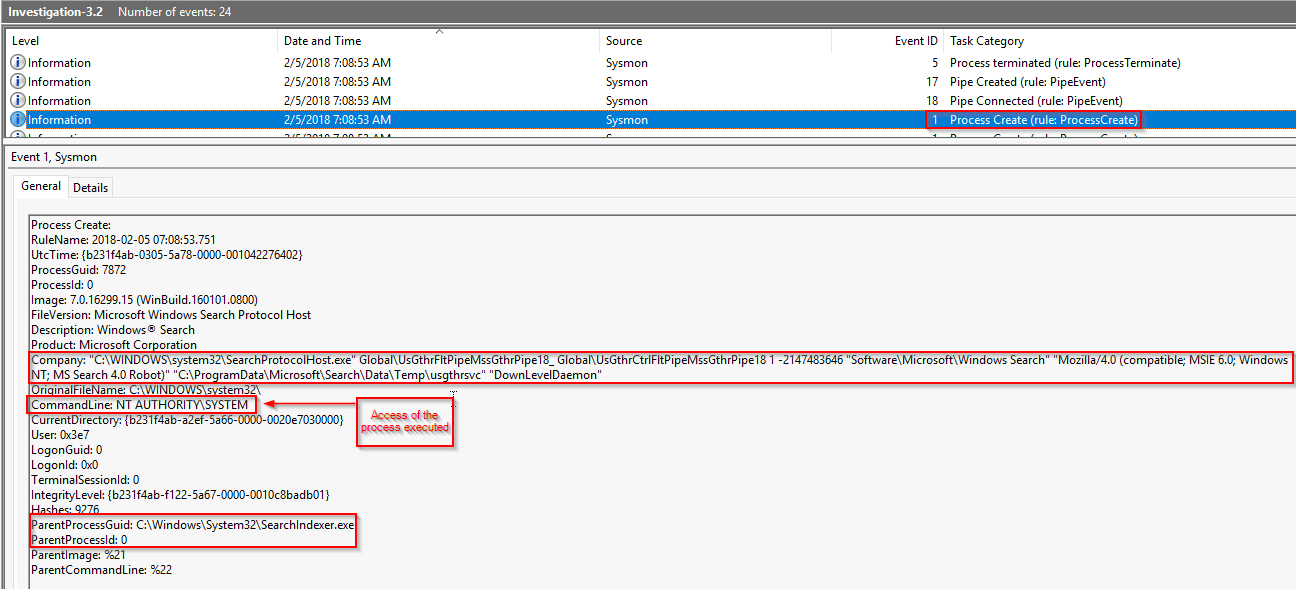 Investigation-3.2 Number of events: 24
Level Date and Time Source Event ID Task Category
Information 2/5/2018 7:08:53 AM Sysmon 5 Process terminated (rule: ProcessTerminate)
Information 2/5/2018 7:08:53 AM Sysmon 17 Pipe Created (rule: PipeEvent)
Information 2/5/2018 7:08:53 AM Sysmon 18 Pipe Connected (rule: PipeEvent)
Information 2/5/2018 7:08:53 AM Sysmon 1 Process Create (rule: ProcessCreate)
Event 1, Sysmon
General Details
Process Create:
RuleName: 2018-02-05 07:08:53.751
UtcTime: {b231f4ab-0305-5a78-0000-001042276402}
ProcessGuid: 7872
ProcessId: 0
Image: 7.0.16299.15 (WinBuild.160101.0800)
FileVersion: Microsoft Windows Search Protocol Host
Description: Windows® Search
Product: Microsoft Corporation
Company: "C:\WINDOWS\system32\SearchProtocolHost.exe" Global\UsGthrFltPipeMssGthrPipe18_ Global\UsGthrCtrlFltPipeMssGthrPipe18 1 -2147483646 "Software\Microsoft\Windows Search" "Mozilla/4.0 (compatible; MSIE 6.0; Windows
NT; MS Search 4.0 Robot)" "C:\ProgramData\Microsoft\Search\Data\Temp\usgthrsvc" "DownLevelDaemon"
OriginalFileName: C:\WINDOWS\system32\
CommandLine: NT AUTHORITY\SYSTEM
Access of the
process executed
CurrentDirectory: {b231f4ab-a2ef-5a66-0000-0020e7030000}
User: 0x3e7
LogonGuid: 0
LogonId: 0x0
TerminalSessionId: 0
IntegrityLevel: {b231f4ab-f122-5a67-0000-0010c8badb01}
Hashes: 9276
ParentProcessGuid: C:\Windows\System32\SearchIndexer.exe
ParentProcessId: 0
ParentImage: %21
ParentCommandLine: %22